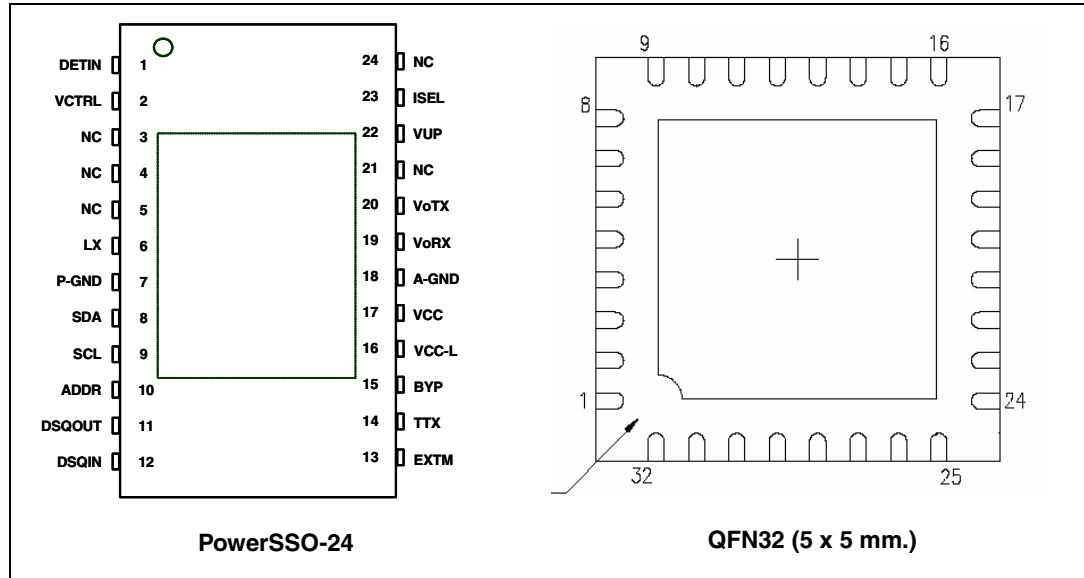 DETIN 1 24 NC
VCTRL 2 23 ISEL
NC 3 22 VUP
NC 4 21 NC
NC 5 20 VoTX
LX 6 19 VoRX
P-GND 7 18 A-GND
SDA 8 17 VCC
SCL 9 16 VCC-L
ADDR 10 15 BYP
DSQOUT 11 14 TTX
DSQIN 12 13 EXTM
PowerSSO-24
9 16
8 17
1 24
32 25
QFN32 (5 x 5 mm.)